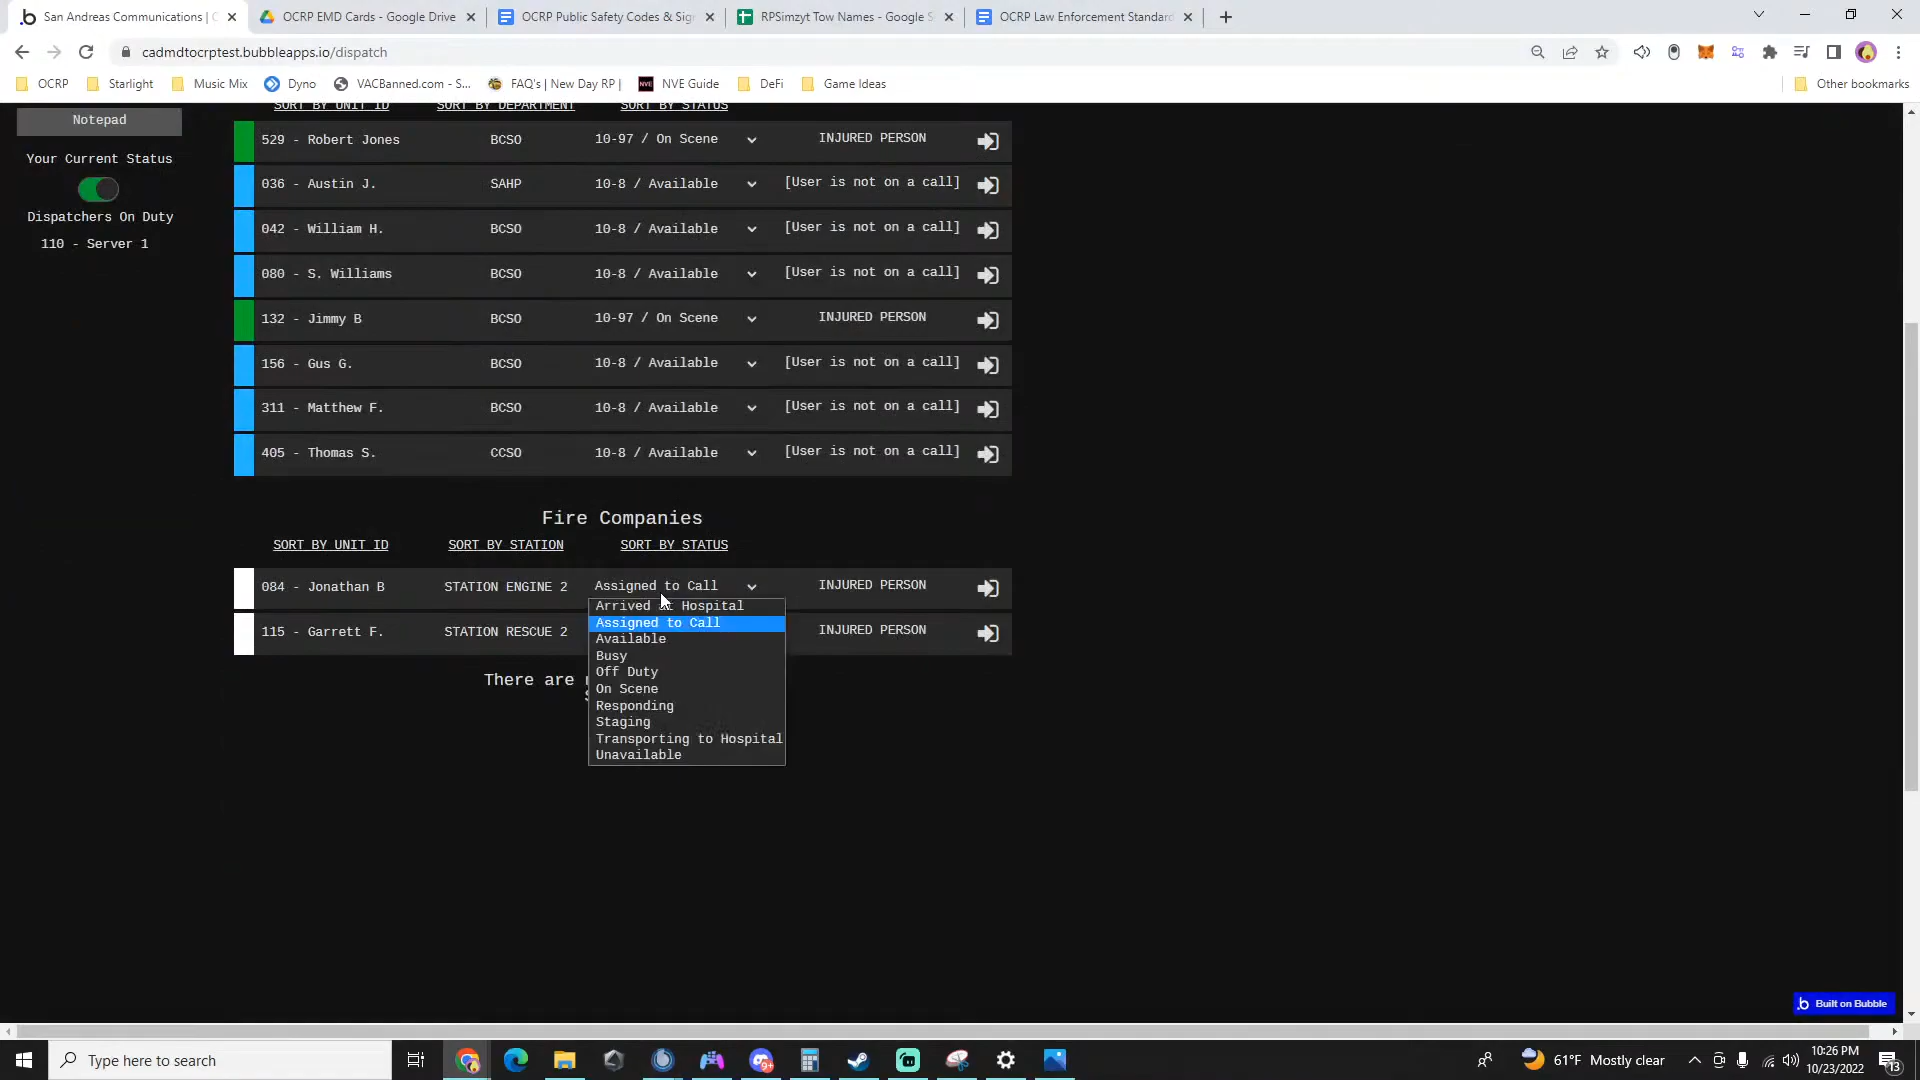 San Andreas Communications | C
OCRP EMD Cards - Google Drive
OCRP Public Safety Codes & Sig
RPSimzyt Tow Names - Google S
OCRP Law Enforcement Standard
cadmdtocrptest.bubbleapps.io/dispatch
OCRP
Starlight
Music Mix
Dyno
VACBanned.com - S...
FAQ's | New Day RP |
NVE Guide
DeFi
Game Ideas
Other bookmarks
Notepad
Your Current Status
Dispatchers On Duty
110 - Server 1
SORT BY UNIT ID SORT BY DEPARTMENT SORT BY STATUS
529 - Robert Jones BCSO 10-97 / On Scene INJURED PERSON
036 - Austin J. SAHP 10-8 / Available [User is not on a call]
042 - William H. BCSO 10-8 / Available [User is not on a call]
080 - S. Williams BCSO 10-8 / Available [User is not on a call]
132 - Jimmy B BCSO 10-97 / On Scene INJURED PERSON
156 - Gus G. BCSO 10-8 / Available [User is not on a call]
311 - Matthew F. BCSO 10-8 / Available [User is not on a call]
405 - Thomas S. CCSO 10-8 / Available [User is not on a call]
Fire Companies
SORT BY UNIT ID SORT BY STATION SORT BY STATUS
084 - Jonathan B STATION ENGINE 2 Assigned to Call INJURED PERSON
115 - Garrett F. STATION RESCUE 2 INJURED PERSON
There are
Arrived at Hospital
Assigned to Call
Available
Busy
Off Duty
On Scene
Responding
Staging
Transporting to Hospital
Unavailable
Built on Bubble
Type here to search
9+
61°F Mostly clear
10:26 PM
10/23/2022
13